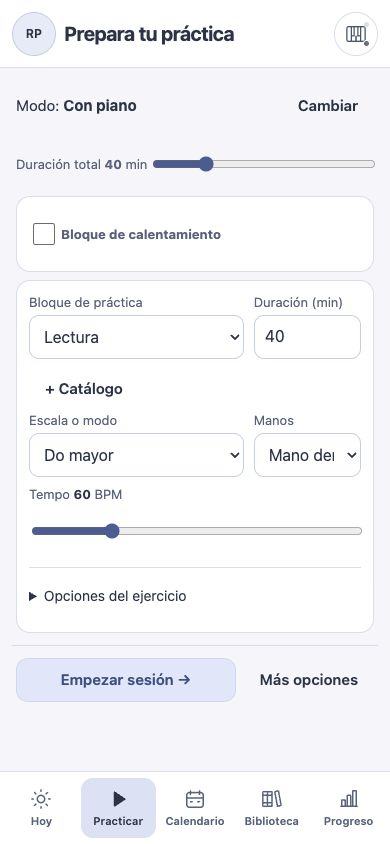 RP Prepara tu práctica
Modo: Con piano Cambiar
Duración total 40 min
Bloque de calentamiento
Bloque de práctica Duración (min)
Lectura 40
+ Catálogo
Escala o modo Manos
Do mayor Mano der
Tempo 60 BPM
Opciones del ejercicio
Empezar sesión → Más opciones
Hoy Practicar Calendario Biblioteca Progreso